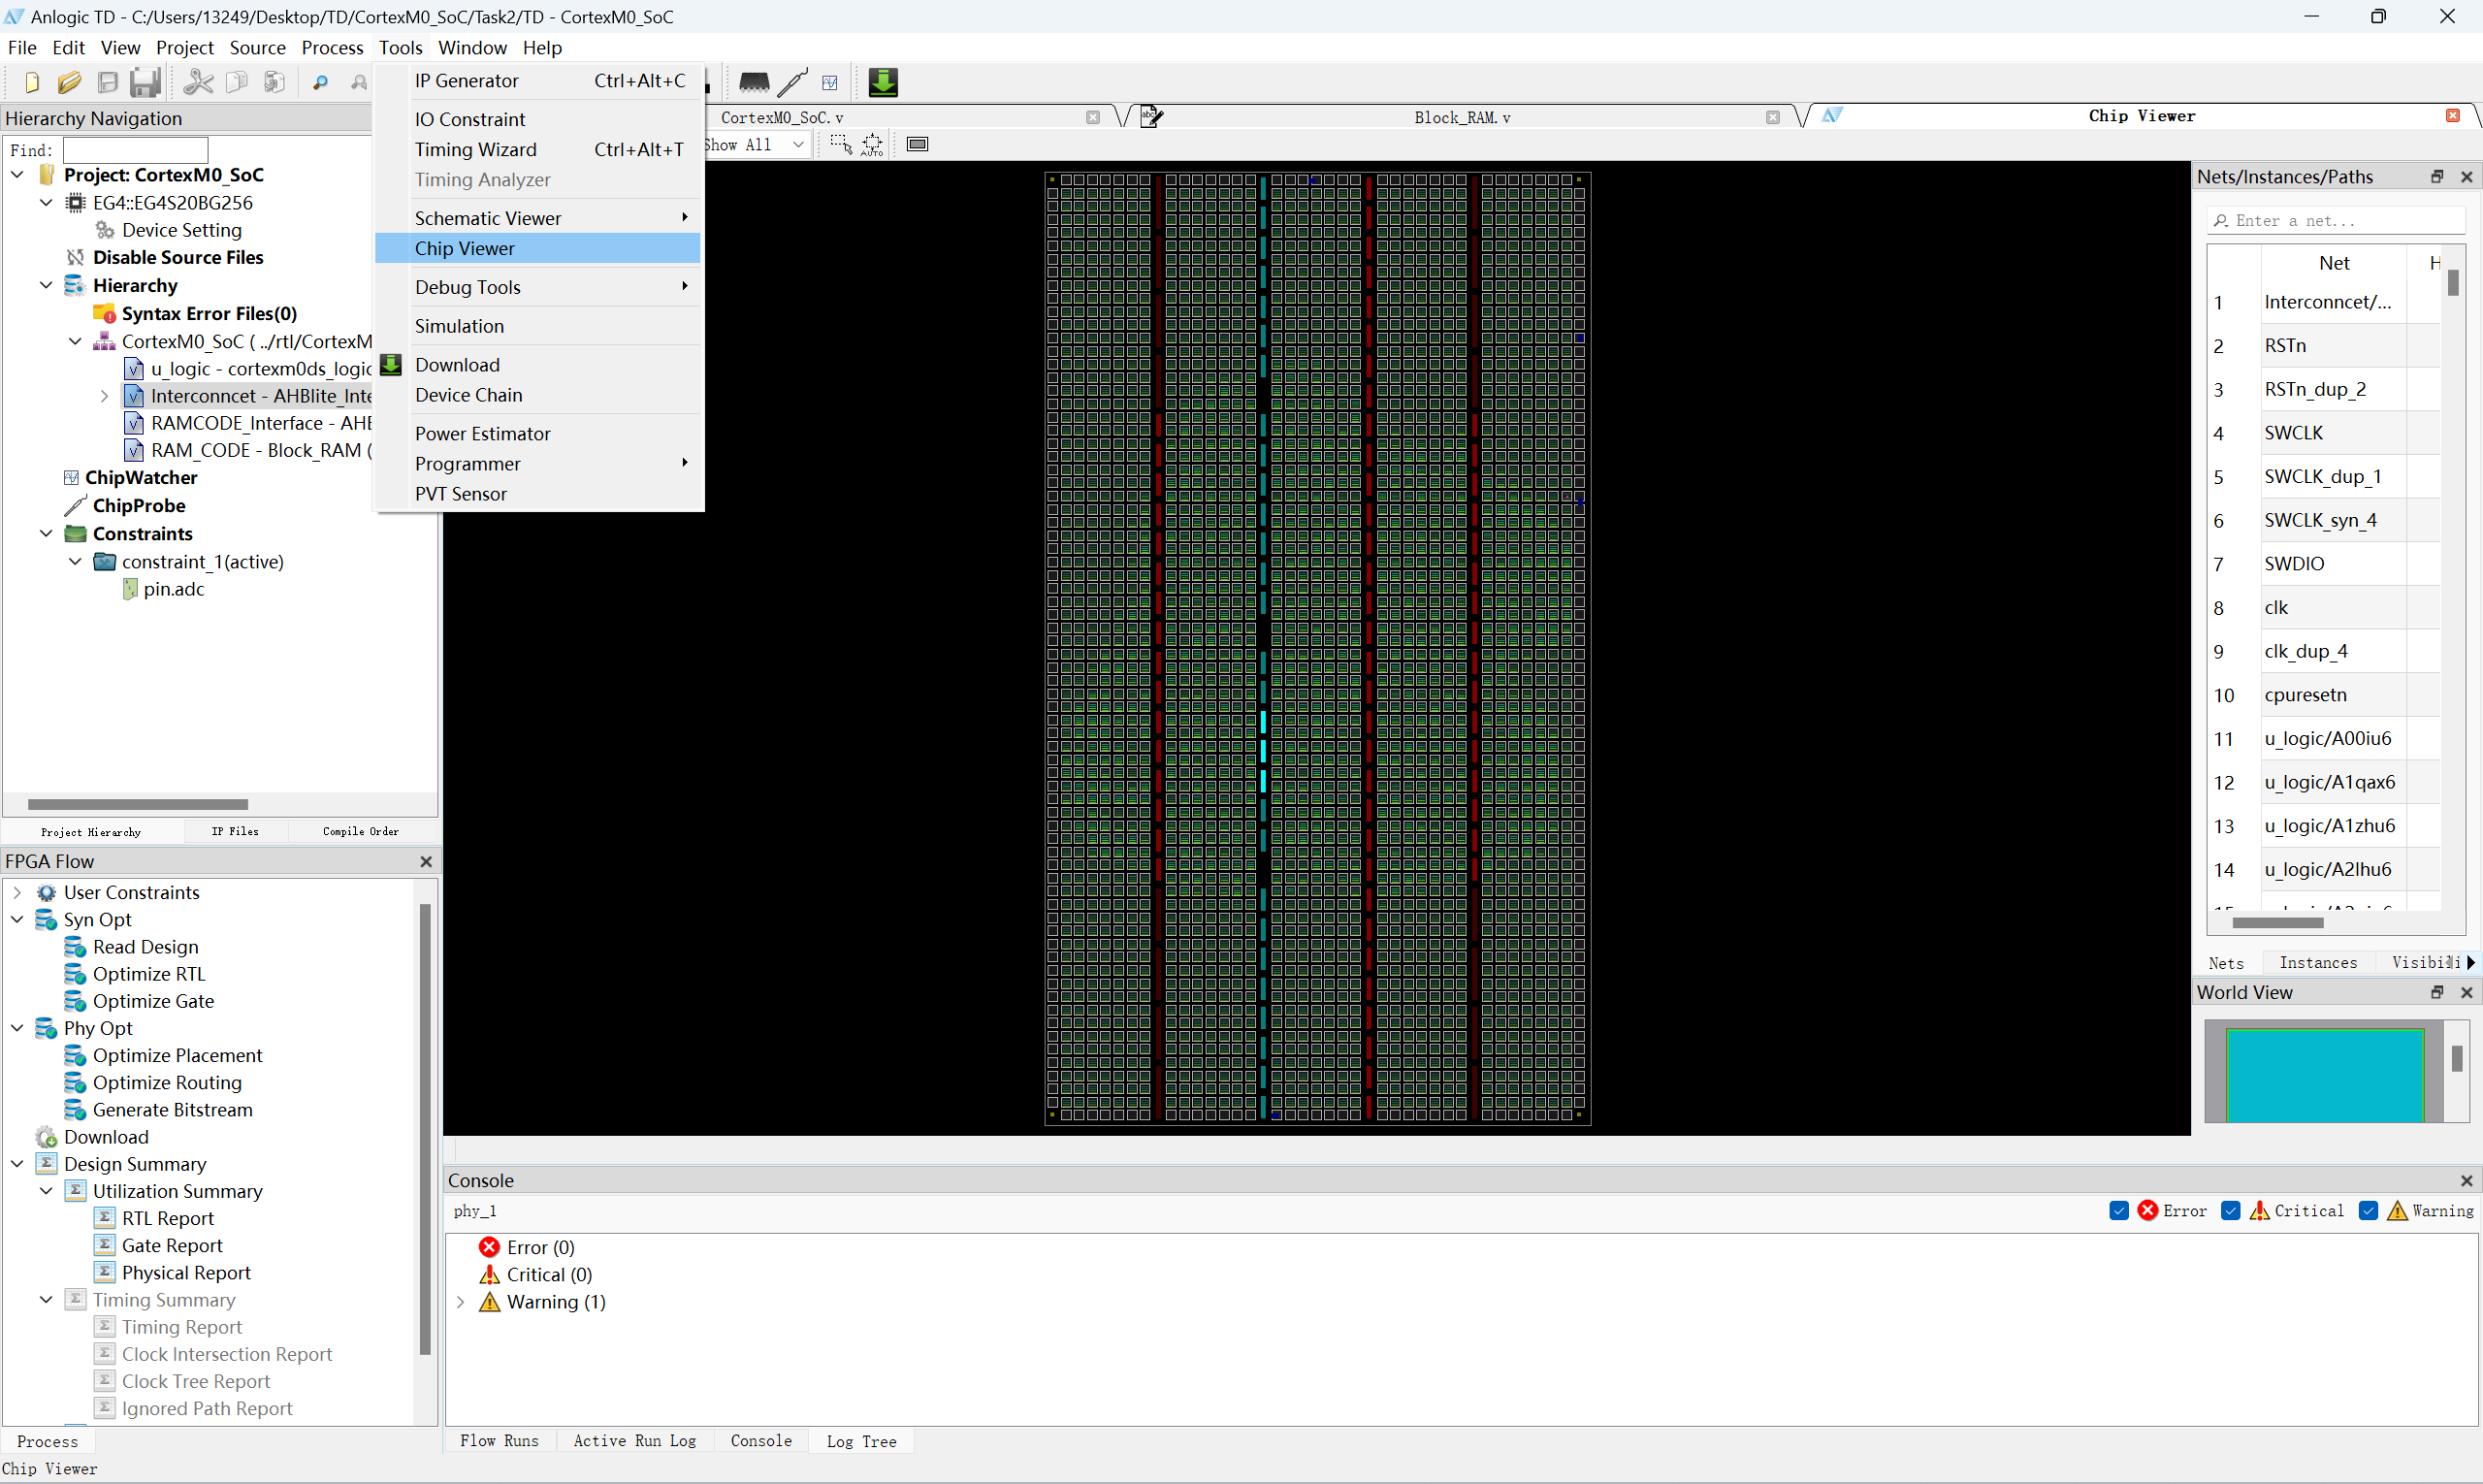 Anlogic TD - C:/Users/13249/Desktop/TD/CortexM0_SoC/Task2/TD - CortexM0_SoC
File Edit View Project Source Process Tools Window Help
IP Generator Ctrl+Alt+C
IO Constraint
Timing Wizard Ctrl+Alt+T
Timing Analyzer
Schematic Viewer
Chip Viewer
Debug Tools
Simulation
Download
Device Chain
Power Estimator
Programmer
PVT Sensor
CortexM0_SoC.v
Block_RAM.v
Chip Viewer
Show All
AUTO
Hierarchy Navigation
Find:
Project: CortexM0_SoC
EG4::EG4S20BG256
Device Setting
Disable Source Files
Hierarchy
Syntax Error Files(0)
CortexM0_SoC ( ../rtl/CortexM
u_logic - cortexm0ds_logic
Interconncet - AHBlite_Inte
RAMCODE_Interface - AHE
RAM_CODE - Block_RAM (
ChipWatcher
ChipProbe
Constraints
constraint_1(active)
pin.adc
Project Hierarchy IP Files Compile Order
FPGA Flow
User Constraints
Syn Opt
Read Design
Optimize RTL
Optimize Gate
Phy Opt
Optimize Placement
Optimize Routing
Generate Bitstream
Download
Design Summary
Utilization Summary
RTL Report
Gate Report
Physical Report
Timing Summary
Timing Report
Clock Intersection Report
Clock Tree Report
Ignored Path Report
Process
Chip Viewer
Nets/Instances/Paths
Enter a net...
Net H
1 Interconncet/...
2 RSTn
3 RSTn_dup_2
4 SWCLK
5 SWCLK_dup_1
6 SWCLK_syn_4
7 SWDIO
8 clk
9 clk_dup_4
10 cpuresetn
11 u_logic/A00iu6
12 u_logic/A1qax6
13 u_logic/A1zhu6
14 u_logic/A2lhu6
Nets Instances Visibili
World View
Console
phy_1
Error Critical Warning
Error (0)
Critical (0)
Warning (1)
Flow Runs Active Run Log Console Log Tree